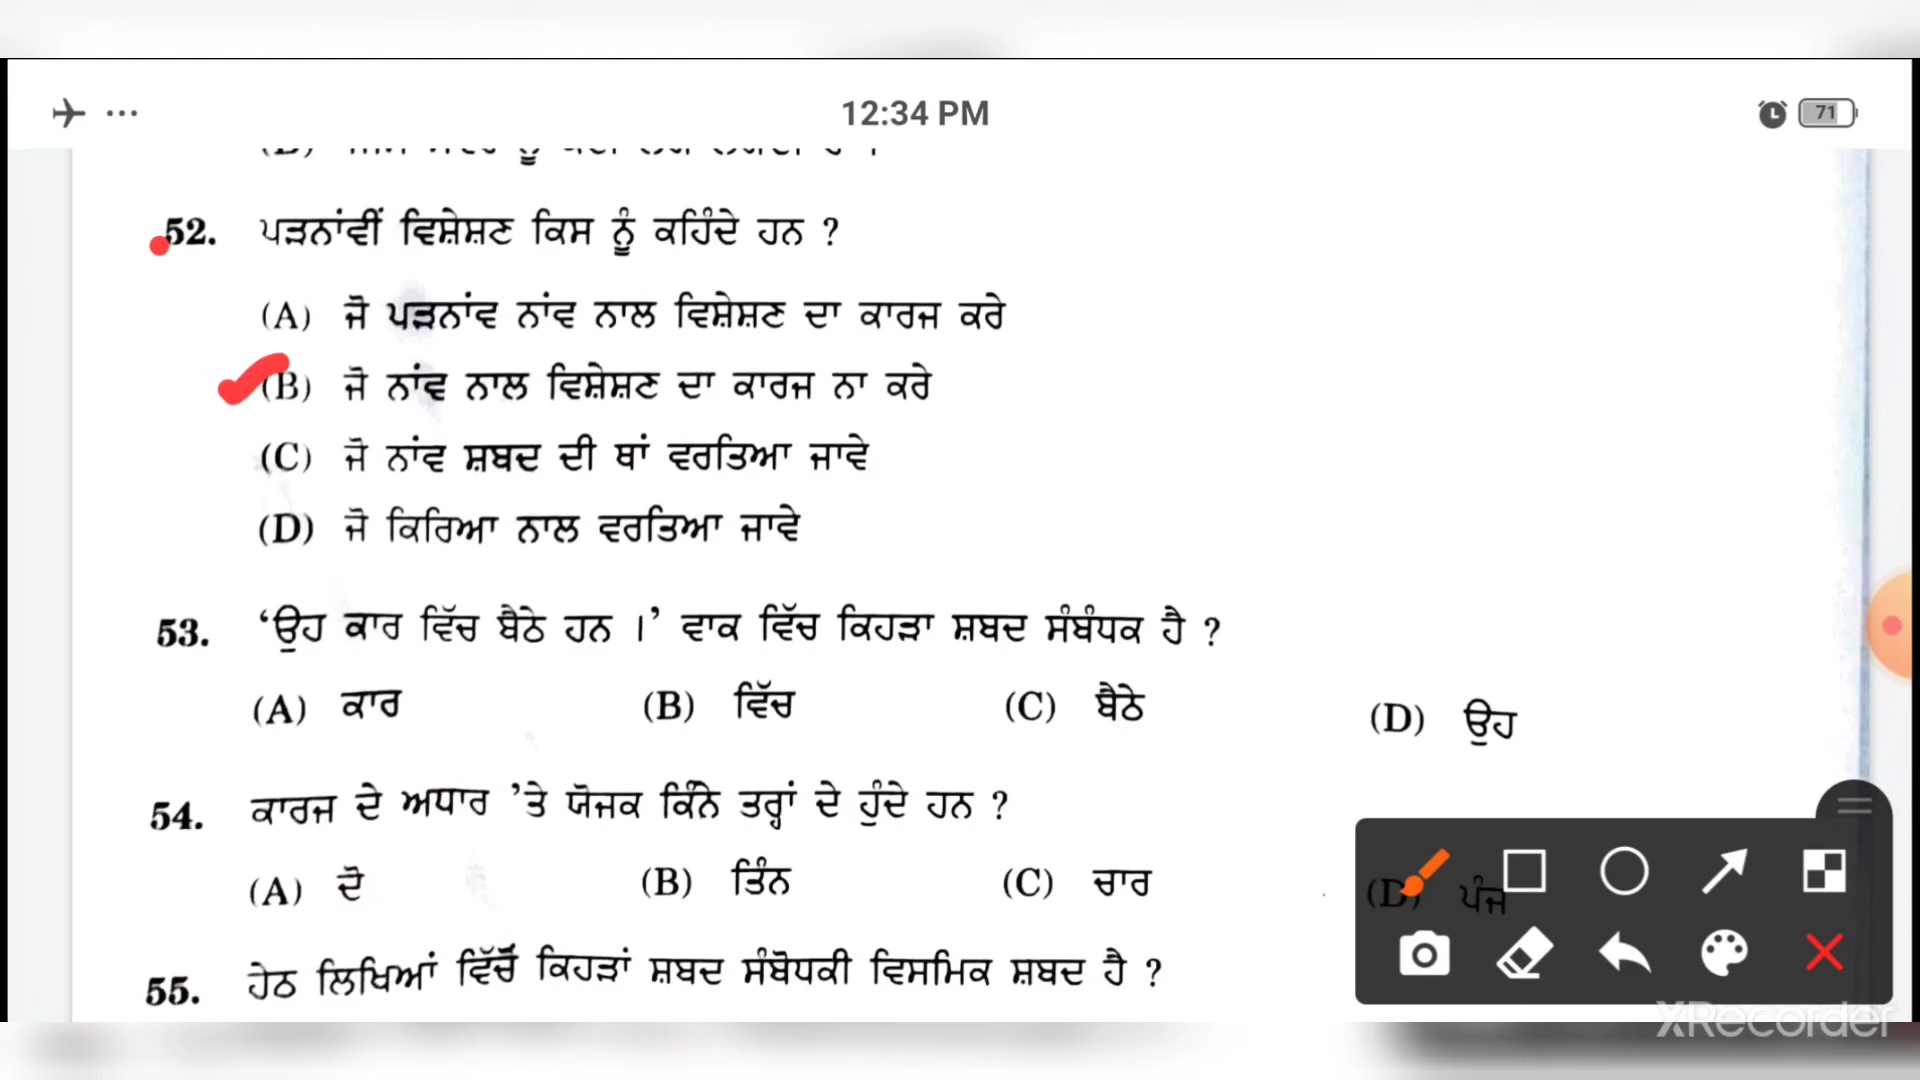 12:34 PM
71
52. ਪੜਨਾਂਵੀਂ ਵਿਸ਼ੇਸ਼ਣ ਕਿਸ ਨੂੰ ਕਹਿੰਦੇ ਹਨ ?
(A) ਜੋ ਪੜਨਾਂਵ ਨਾਂਵ ਨਾਲ ਵਿਸ਼ੇਸ਼ਣ ਦਾ ਕਾਰਜ ਕਰੇ
(B) ਜੋ ਨਾਂਵ ਨਾਲ ਵਿਸ਼ੇਸ਼ਣ ਦਾ ਕਾਰਜ ਨਾ ਕਰੇ
(C) ਜੋ ਨਾਂਵ ਸ਼ਬਦ ਦੀ ਥਾਂ ਵਰਤਿਆ ਜਾਵੇ
(D) ਜੋ ਕਿਰਿਆ ਨਾਲ ਵਰਤਿਆ ਜਾਵੇ
53. ‘ਉਹ ਕਾਰ ਵਿੱਚ ਬੈਠੇ ਹਨ ।’ ਵਾਕ ਵਿੱਚ ਕਿਹੜਾ ਸ਼ਬਦ ਸੰਬੰਧਕ ਹੈ ?
(A) ਕਾਰ (B) ਵਿੱਚ (C) ਬੈਠੇ (D) ਉਹ
54. ਕਾਰਜ ਦੇ ਅਧਾਰ ’ਤੇ ਯੋਜਕ ਕਿੰਨੇ ਤਰ੍ਹਾਂ ਦੇ ਹੁੰਦੇ ਹਨ ?
(A) ਦੋ (B) ਤਿੰਨ (C) ਚਾਰ (D) ਪੰਜ
55. ਹੇਠ ਲਿਖਿਆਂ ਵਿੱਚੋਂ ਕਿਹੜਾਂ ਸ਼ਬਦ ਸੰਬੋਧਕੀ ਵਿਸਮਿਕ ਸ਼ਬਦ ਹੈ ?
XRecorder